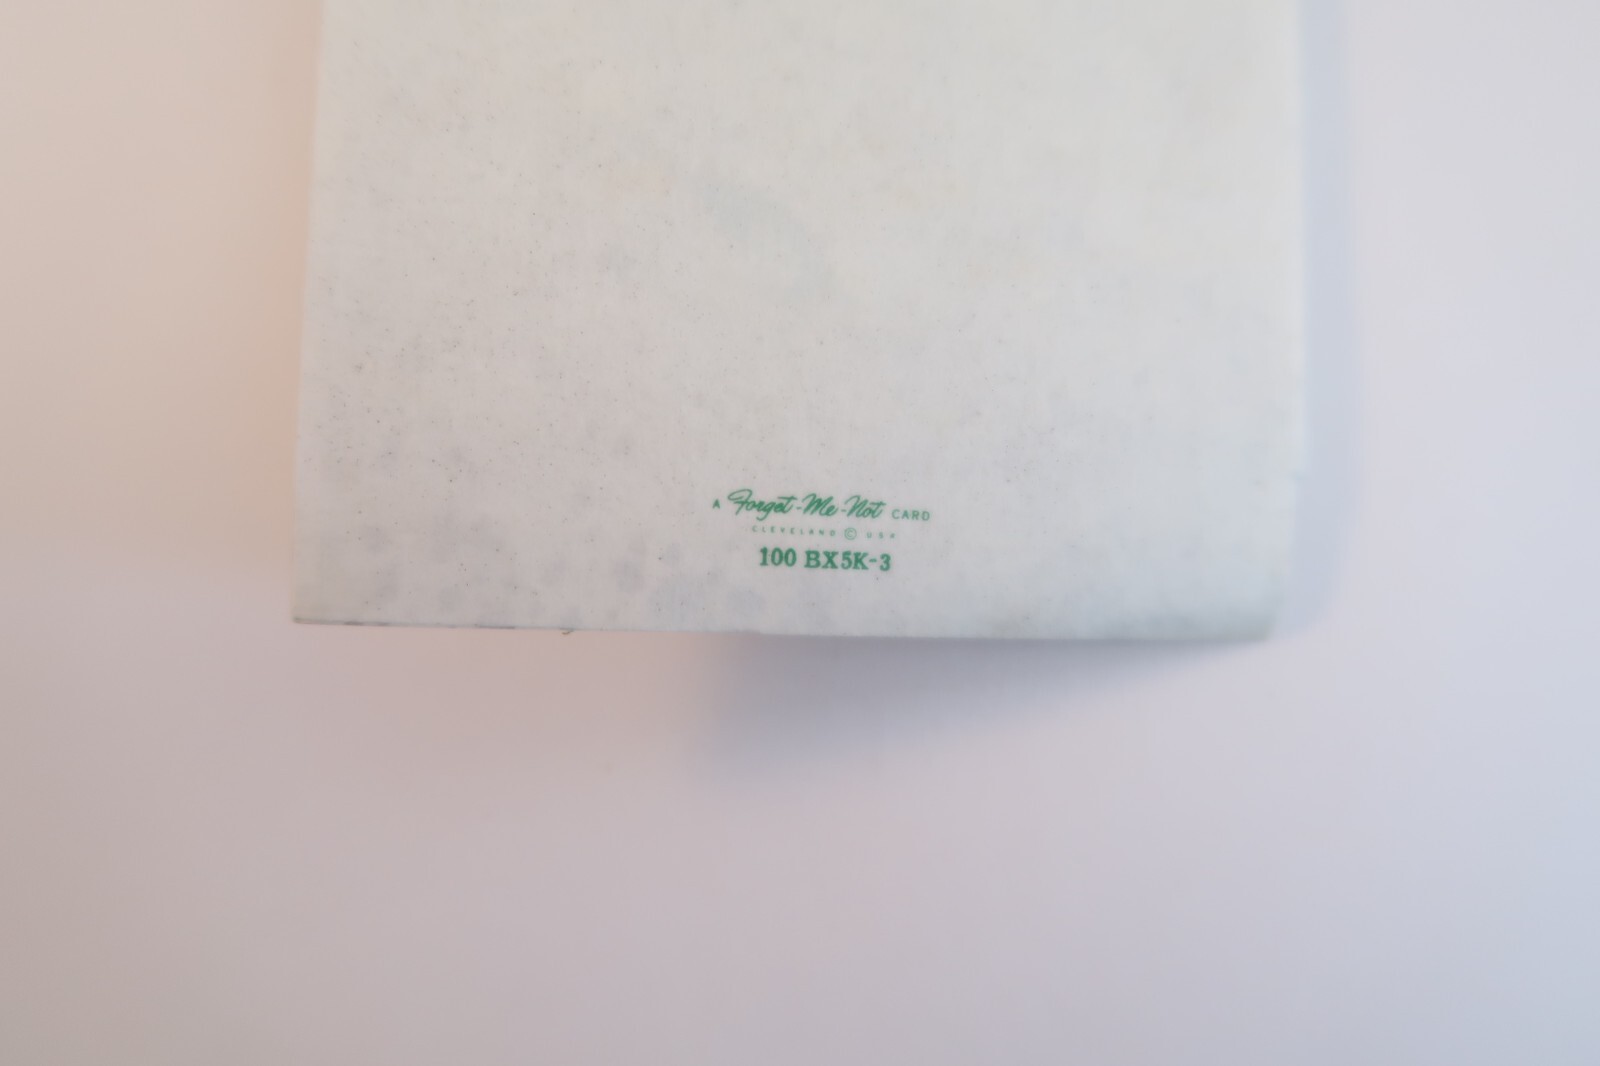 A Forget-Me-Not CARD
CLEVELAND © USA
100 BX5K-3